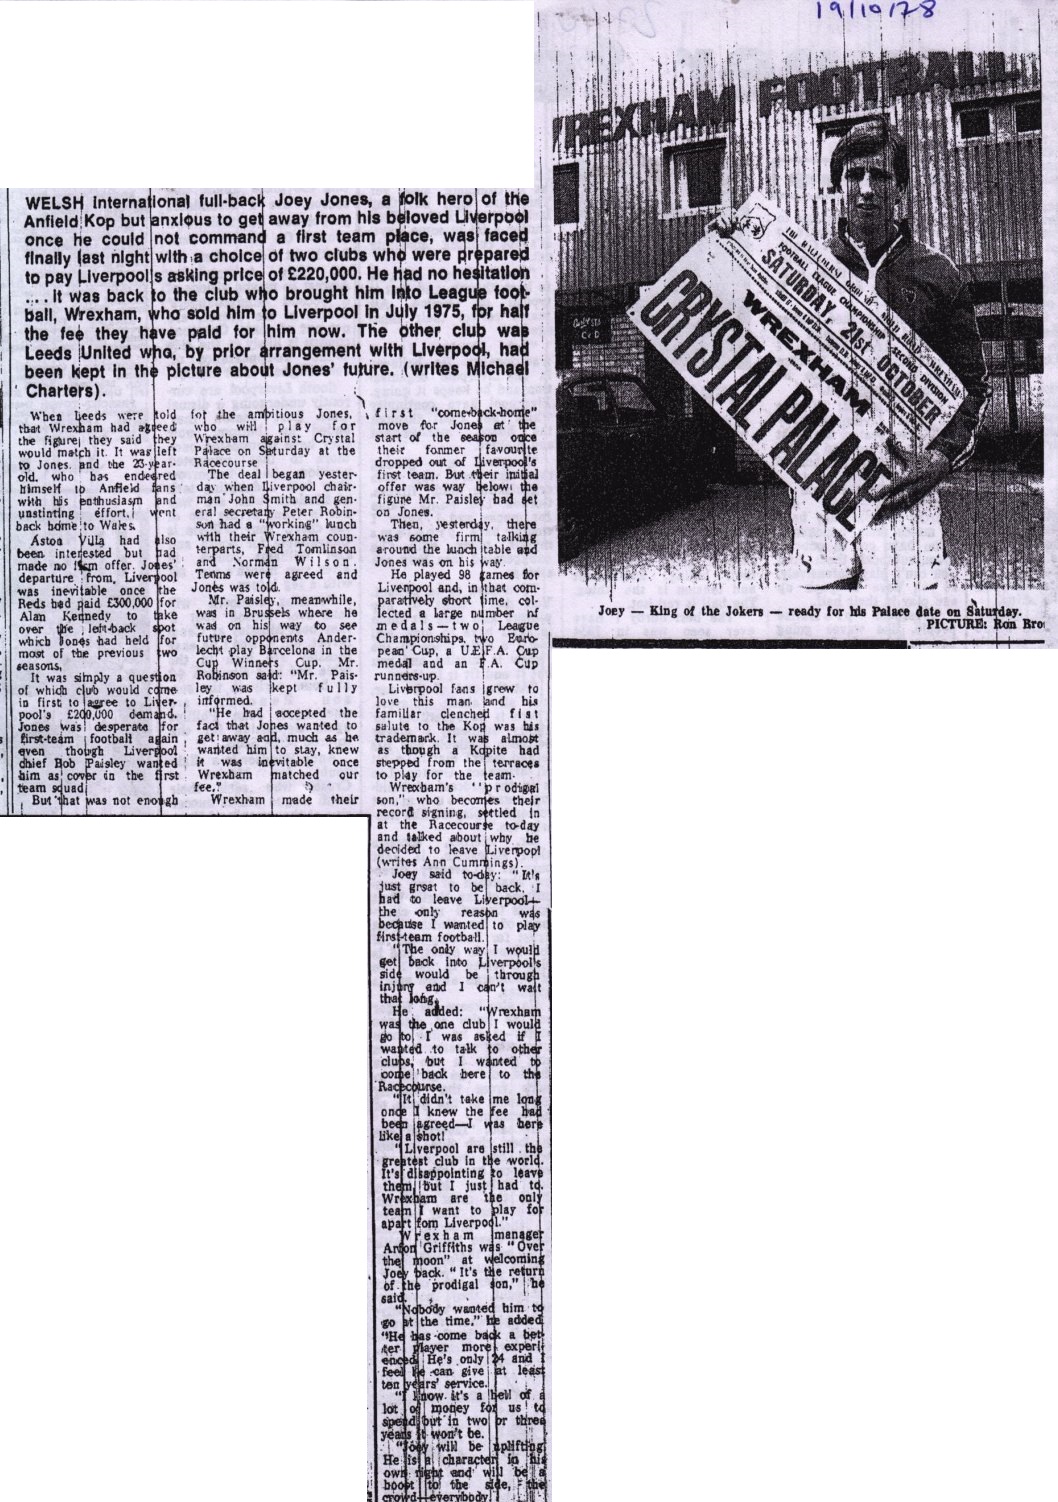 19/10/78
WREXHAM FOOTBALL
SATURDAY, 21st OCTOBER
FOOTBALL LEAGUE CHAMPIONSHIP SECOND DIVISION
WREXHAM
CRYSTAL PALACE
Joey — King of the Jokers — ready for his Palace date on Saturday.
PICTURE: Ron Bro
WELSH International full-back Joey Jones, a folk hero of the
Anfield Kop but anxious to get away from his beloved Liverpool
once he could not command a first team place, was faced
finally last night with a choice of two clubs who were prepared
to pay Liverpool's asking price of £220,000. He had no hesitation
... it was back to the club who brought him into League foot-
ball, Wrexham, who sold him to Liverpool in July 1975, for half
the fee they have paid for him now. The other club was
Leeds United who, by prior arrangement with Liverpool, had
been kept in the picture about Jones' future. (writes Michael
Charters).
When Leeds were told
that Wrexham had agreed
the figure, they said they
would match it. It was left
to Jones. and the 23-year-
old, who has endeered
himself to Anfield fans
with his enthusiasm and
unstinting effort, went
back home to Wales.
Aston Villa had also
been interested but had
made no firm offer. Jones'
departure from Liverpool
was inevitable once the
Reds had paid £300,000 for
Alan Kennedy to take
over the left-back spot
which Jones had held for
most of the previous two
seasons.
It was simply a question
of which club would come
in first to agree to Liver-
pool's £200,000 demand.
Jones was desperate for
first-team football again
even though Liverpool
chief Bob Paisley wanted
him as cover in the first
team squad.
But that was not enough
for the ambitious Jones,
who will play for
Wrexham against Crystal
Palace on Saturday at the
Racecourse
The deal began yester-
day when Liverpool chair-
man John Smith and gen-
eral secretary Peter Robin-
son had a "working" lunch
with their Wrexham coun-
terparts, Fred Tomlinson
and Norman Wilson.
Terms were agreed and
Jones was told.
Mr. Paisley, meanwhile,
was in Brussels where he
was on his way to see
future opponents Ander-
lecht play Barcelona in the
Cup Winners Cup. Mr.
Robinson said: "Mr. Pais-
ley was kept fully
informed.
"He had accepted the
fact that Jones wanted to
get away and, much as he
wanted him to stay, knew
it was inevitable once
Wrexham matched our
fee."
Wrexham made their
first "come-back-home"
move for Jones at the
start of the season once
their former favourite
dropped out of Liverpool's
first team. But their initial
offer was way below the
figure Mr. Paisley had set
on Jones.
Then, yesterday, there
was some firm talking
around the lunch table and
Jones was on his way.
He played 98 games for
Liverpool and, in that com-
paratively short time, col-
lected a large number of
medals—two League
Championships, two Euro-
pean Cup, a U.E.F.A. Cup
medal and an F.A. Cup
runners-up.
Liverpool fans grew to
love this man and his
familiar clenched fist
salute to the Kop was his
trademark. It was almost
as though a Kopite had
stepped from the terraces
to play for the team.
Wrexham's "prodigal
son," who becomes their
record signing, settled in
at the Racecourse to-day
and talked about why he
decided to leave Liverpool
(writes Ann Cummings).
Joey said to-day: "It's
just great to be back. I
had to leave Liverpool—
the only reason was
because I wanted to play
first-team football.
"The only way I would
get back into Liverpool's
side would be through
injury and I can't wait
that long.
He added: "Wrexham
was the one club I would
go to. I was asked if I
wanted to talk to other
clubs, but I wanted to
come back here to the
Racecourse.
"It didn't take me long
once I knew the fee had
been agreed—I was here
like a shot!
"Liverpool are still the
greatest club in the world.
It's disappointing to leave
them, but I just had to.
Wrexham are the only
team I want to play for
apart fom Liverpool."
Wrexham manager
Arfon Griffiths was "Over
the moon" at welcoming
Joey back. "It's the return
of the prodigal son," he
said.
"Nobody wanted him to
go at the time," he added.
"He has come back a bet-
ter player more experi-
enced. He's only 24 and I
feel he can give at least
ten years' service.
"I know it's a hell of a
lot of money for us to
spend but in two or three
years it won't be.
"Joey will be uplifting.
He is a character in his
own right and will be a
boost to the side, the
crowd—everybody.